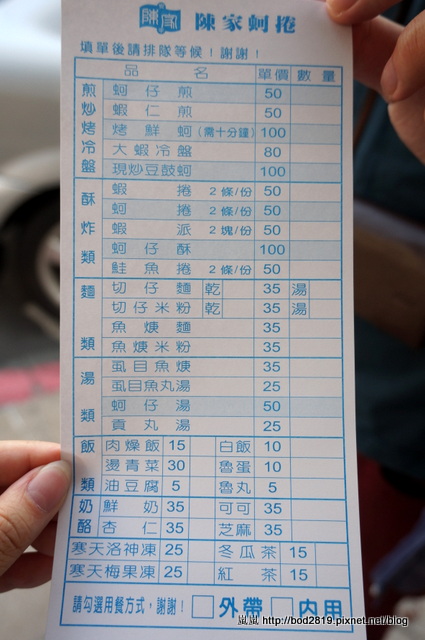 陳家 陳家蚵捲
填單後請排隊等候！謝謝！
品 名 單價 數量
煎炒烤冷盤
蚵仔煎 50
蝦仁煎 50
烤鮮蚵(需十分鐘) 100
大蝦冷盤 80
現炒豆鼓蚵 100
酥炸類
蝦捲 2條/份 50
蚵捲 2條/份 50
蝦派 2塊/份 50
蚵仔酥 100
鮭魚捲 2條/份 50
麵類
切仔麵 乾 35 湯
切仔米粉 乾 35 湯
魚焿麵 35
魚焿米粉 35
湯類
虱目魚焿 35
虱目魚丸湯 25
蚵仔湯 50
貢丸湯 25
飯類
肉燥飯 15 白飯 10
燙青菜 30 魯蛋 10
油豆腐 5 魯丸 5
奶酪
鮮奶 35 可可 35
杏仁 35 芝麻 35
寒天洛神凍 25 冬瓜茶 15
寒天梅果凍 25 紅茶 15
請勾選用餐方式，謝謝！ □外帶 □內用
嵐嵐 http://bod2819.pixnet.net/blog